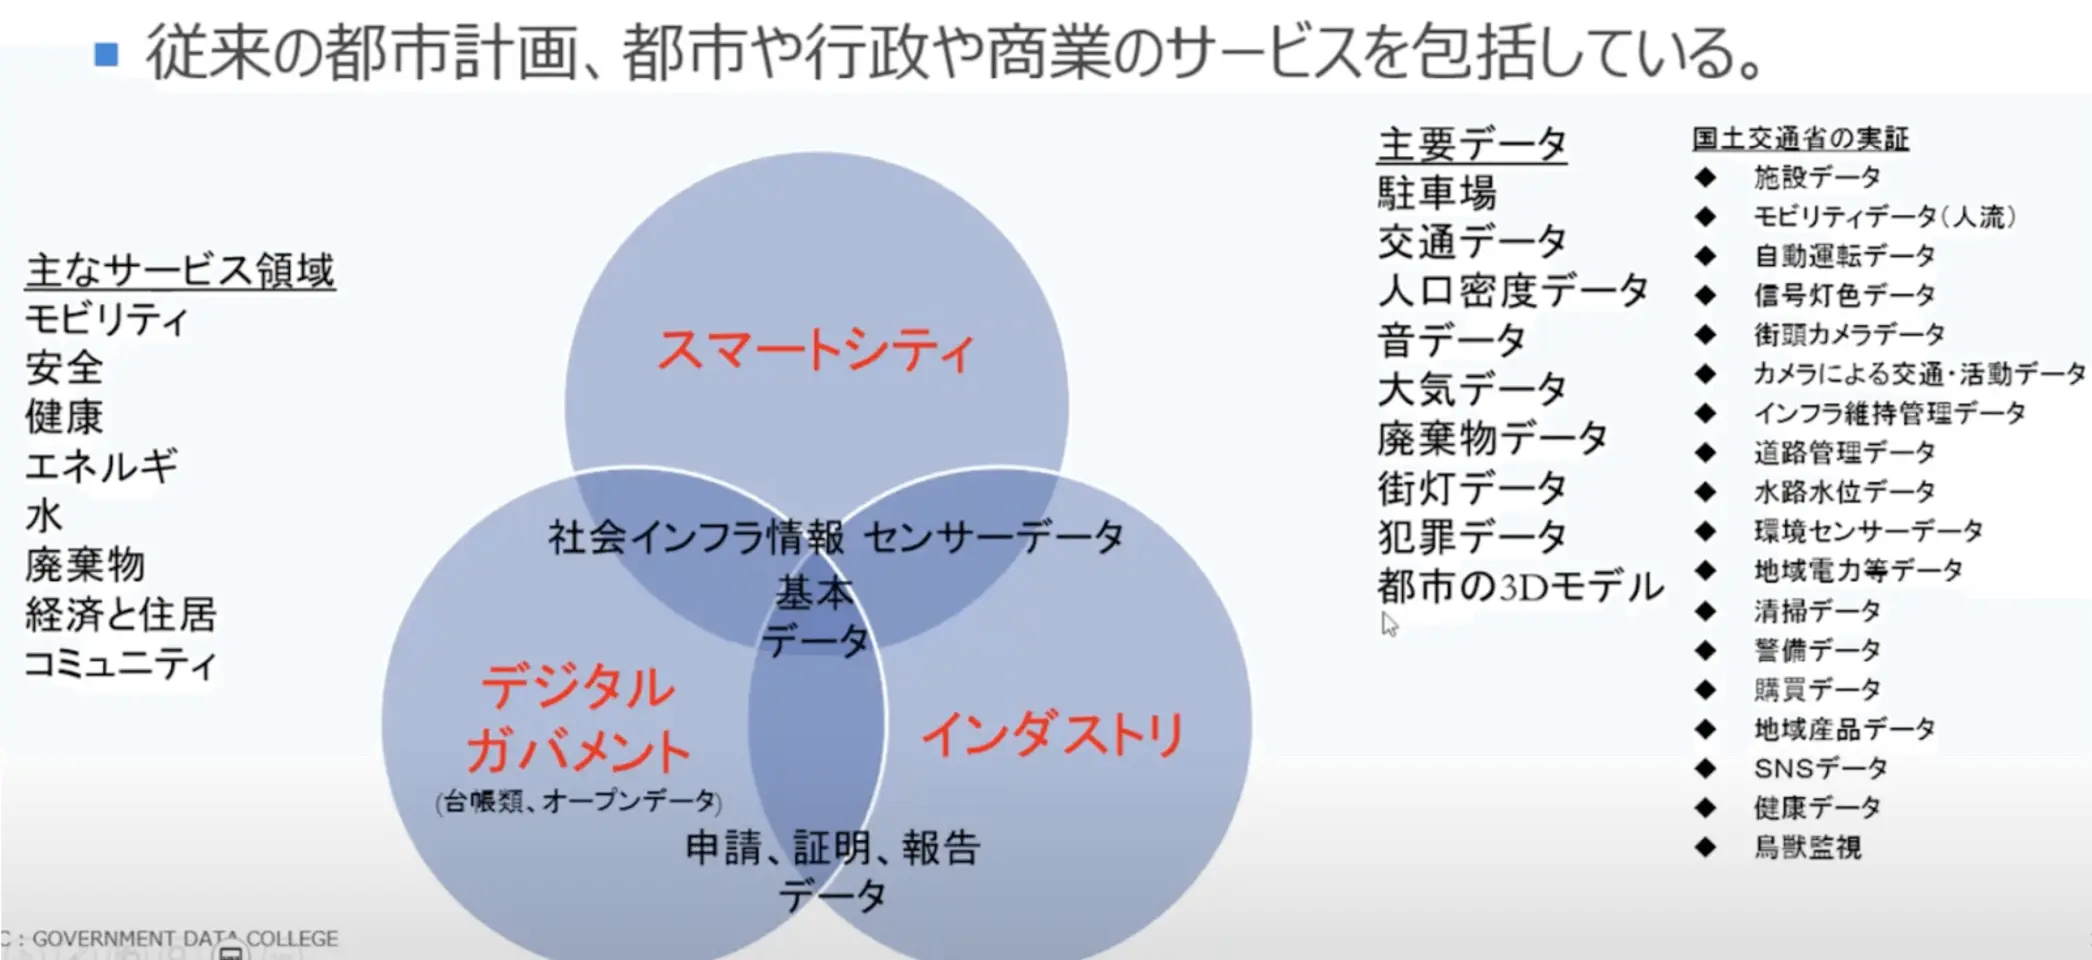 ■ 従来の都市計画、都市や行政や商業のサービスを包括している。
主なサービス領域
モビリティ
安全
健康
エネルギ
水
廃棄物
経済と住居
コミュニティ
スマートシティ
社会インフラ情報 センサーデータ
基本
データ
デジタル
ガバメント
(台帳類、オープンデータ)
インダストリ
申請、証明、報告
データ
主要データ
駐車場
交通データ
人口密度データ
音データ
大気データ
廃棄物データ
街灯データ
犯罪データ
都市の3Dモデル
国土交通省の実証
◆ 施設データ
◆ モビリティデータ(人流)
◆ 自動運転データ
◆ 信号灯色データ
◆ 街頭カメラデータ
◆ カメラによる交通・活動データ
◆ インフラ維持管理データ
◆ 道路管理データ
◆ 水路水位データ
◆ 環境センサーデータ
◆ 地域電力等データ
◆ 清掃データ
◆ 警備データ
◆ 購買データ
◆ 地域産品データ
◆ SNSデータ
◆ 健康データ
◆ 鳥獣監視
C : GOVERNMENT DATA COLLEGE